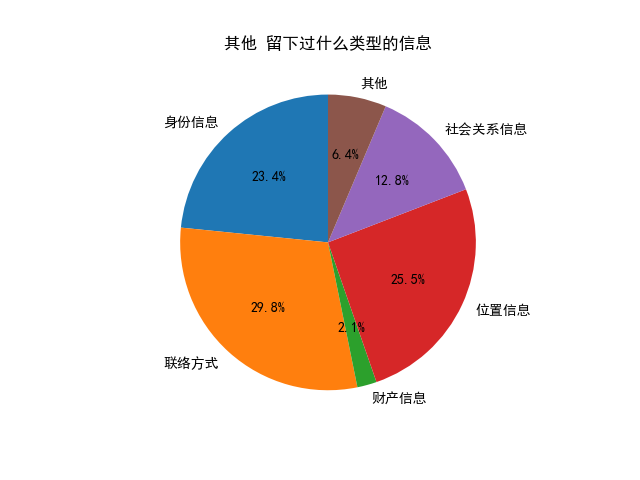 其他 留下过什么类型的信息
其他
社会关系信息
身份信息
6.4%
23.4%
12.8%
25.5%
29.8%
位置信息
2.1%
联络方式
财产信息